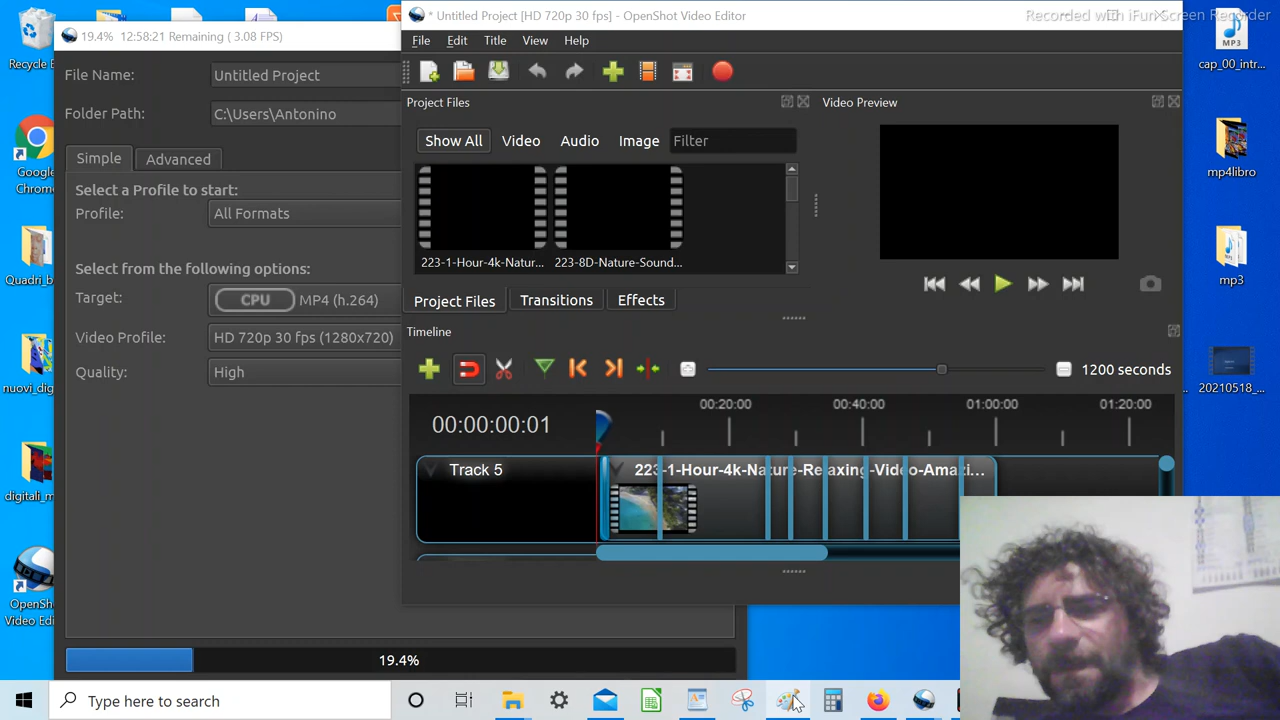 19.4% 12:58:21 Remaining ( 3.08 FPS)
* Untitled Project [HD 720p 30 fps] - OpenShot Video Editor
Recorded with iFun Screen Recorder
File Edit Title View Help
File Name: Untitled Project
Folder Path: C:\Users\Antonino
Simple Advanced
Select a Profile to start:
Profile: All Formats
Select from the following options:
Target: CPU MP4 (h.264)
Video Profile: HD 720p 30 fps (1280x720)
Quality: High
19.4%
Project Files
Show All Video Audio Image Filter
223-1-Hour-4k-Natur... 223-8D-Nature-Sound...
Project Files Transitions Effects
Video Preview
Timeline
1200 seconds
00:00:00:01
00:20:00 00:40:00 01:00:00 01:20:00
Track 5
223-1-Hour-4k-Nature-Relaxing-Video-Amazi...
Recycle B
Google
Chrome
Quadri_b
nuovi_dig
digitali_m
OpenSh
Video Edi
MP3
cap_00_intr...
mp4libro
mp3
20210518_...
Type here to search